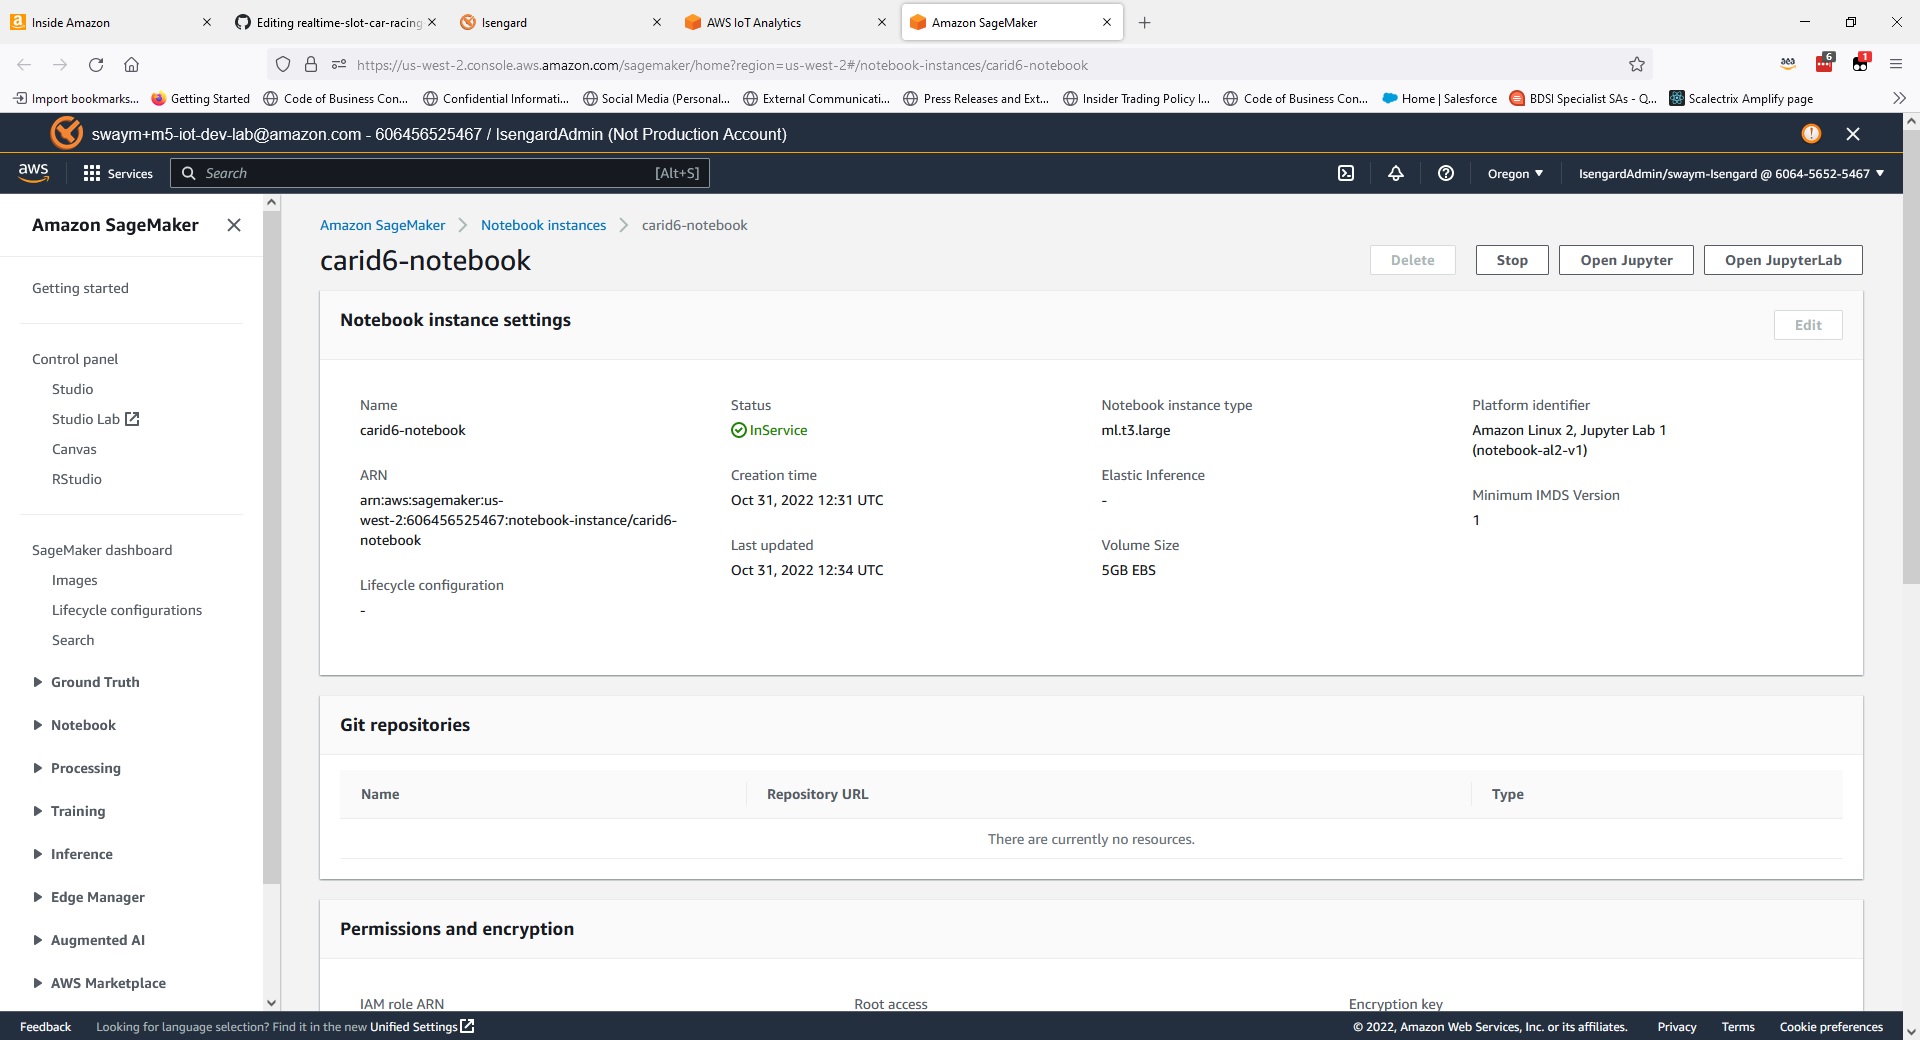 Inside Amazon
Editing realtime-slot-car-racing
Isengard
AWS IoT Analytics
Amazon SageMaker
https://us-west-2.console.aws.amazon.com/sagemaker/home?region=us-west-2#/notebook-instances/carid6-notebook
6
1
Import bookmarks...
Getting Started
Code of Business Con...
Confidential Informati...
Social Media (Personal...
External Communicati...
Press Releases and Ext...
Insider Trading Policy I...
Code of Business Con...
Home | Salesforce
BDSI Specialist SAs - Q...
Scalectrix Amplify page
swaym+m5-iot-dev-lab@amazon.com - 606456525467 / IsengardAdmin (Not Production Account)
aws
Services
Search
[Alt+S]
Oregon
IsengardAdmin/swaym-Isengard @ 6064-5652-5467
Amazon SageMaker
Getting started
Control panel
Studio
Studio Lab
Canvas
RStudio
SageMaker dashboard
Images
Lifecycle configurations
Search
Ground Truth
Notebook
Processing
Training
Inference
Edge Manager
Augmented AI
AWS Marketplace
Amazon SageMaker
Notebook instances
carid6-notebook
carid6-notebook
Delete
Stop
Open Jupyter
Open JupyterLab
Notebook instance settings
Edit
Name
carid6-notebook
ARN
arn:aws:sagemaker:us-
west-2:606456525467:notebook-instance/carid6-
notebook
Lifecycle configuration
-
Status
InService
Creation time
Oct 31, 2022 12:31 UTC
Last updated
Oct 31, 2022 12:34 UTC
Notebook instance type
ml.t3.large
Elastic Inference
-
Volume Size
5GB EBS
Platform identifier
Amazon Linux 2, Jupyter Lab 1
(notebook-al2-v1)
Minimum IMDS Version
1
Git repositories
Name
Repository URL
Type
There are currently no resources.
Permissions and encryption
IAM role ARN
Root access
Encryption key
Feedback
Looking for language selection? Find it in the new Unified Settings
© 2022, Amazon Web Services, Inc. or its affiliates.
Privacy
Terms
Cookie preferences